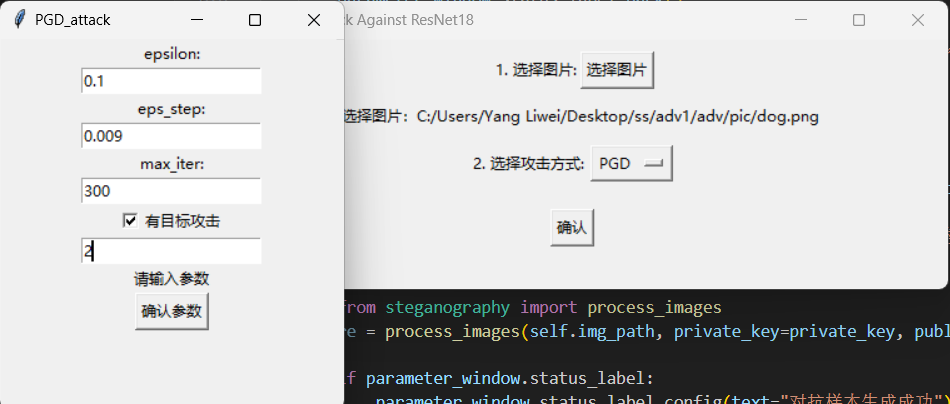 PGD_attack
epsilon:
0.1
eps_step:
0.009
max_iter:
300
有目标攻击
2
请输入参数
确认参数
Against ResNet18
1. 选择图片: 选择图片
选择图片: C:/Users/Yang Liwei/Desktop/ss/adv1/adv/pic/dog.png
2. 选择攻击方式: PGD
确认
from steganography import process_images
re = process_images(self.img_path, private_key=private_key, publ
if parameter_window.status_label:
parameter_window.status_label.config(text="对抗样本生成成功")